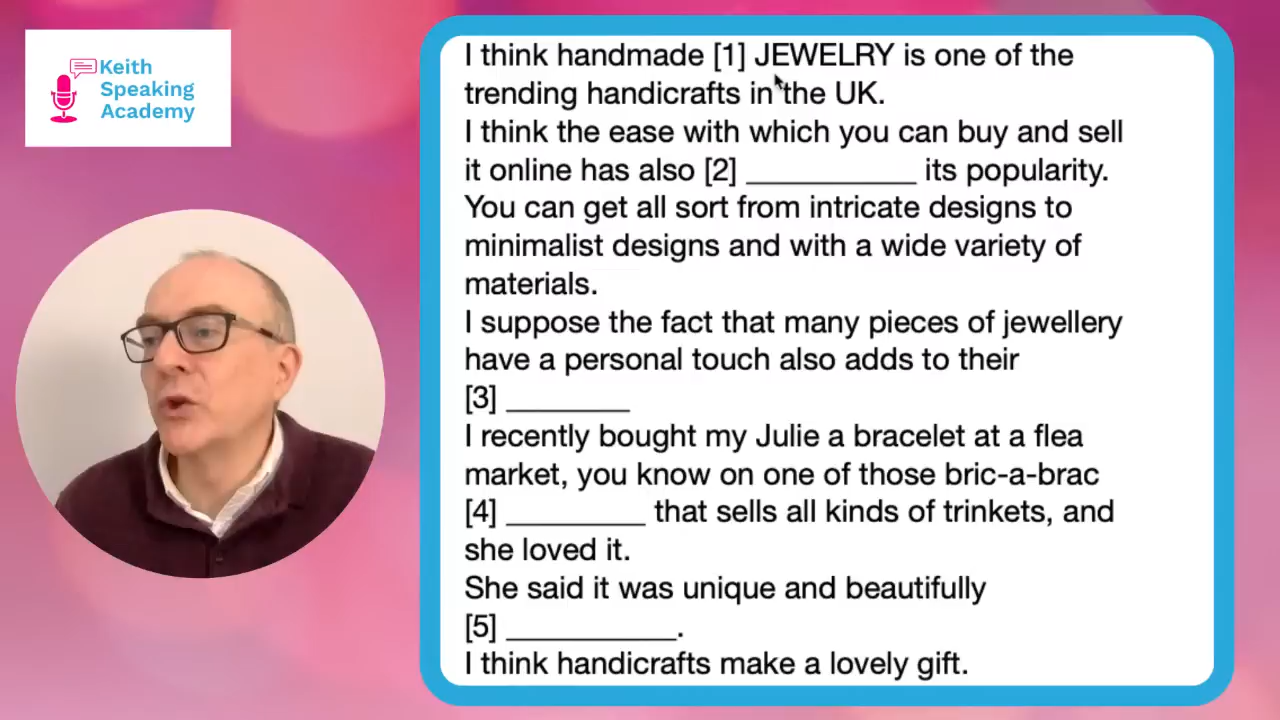 Keith
Speaking
Academy
I think handmade [1] JEWELRY is one of the
trending handicrafts in the UK.
I think the ease with which you can buy and sell
it online has also [2] ___________ its popularity.
You can get all sort from intricate designs to
minimalist designs and with a wide variety of
materials.
I suppose the fact that many pieces of jewellery
have a personal touch also adds to their
[3] ________
I recently bought my Julie a bracelet at a flea
market, you know on one of those bric-a-brac
[4] _________ that sells all kinds of trinkets, and
she loved it.
She said it was unique and beautifully
[5] ___________.
I think handicrafts make a lovely gift.